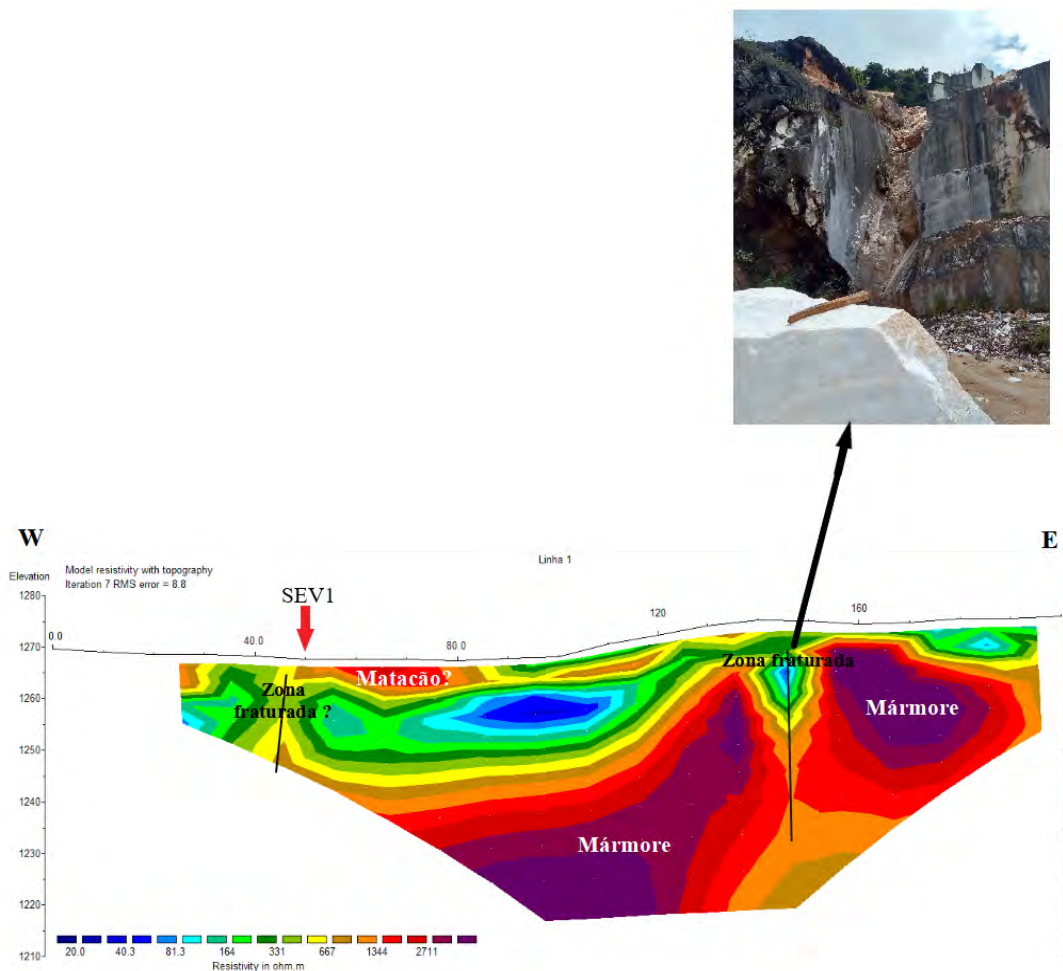 W
E
Model resistivity with topography
Linha 1
Elevation
Iteration 7 RMS error = 8.8
SEV1
1280
1270
1260
1250
1240
1230
1220
1210
0.0
40.0
80.0
120
160
Matacão?
Zona
fraturada ?
Zona fraturada
Mármore
Mármore
20.0 40.3 81.3 164 331 667 1344 2711
Resistivity in ohm.m